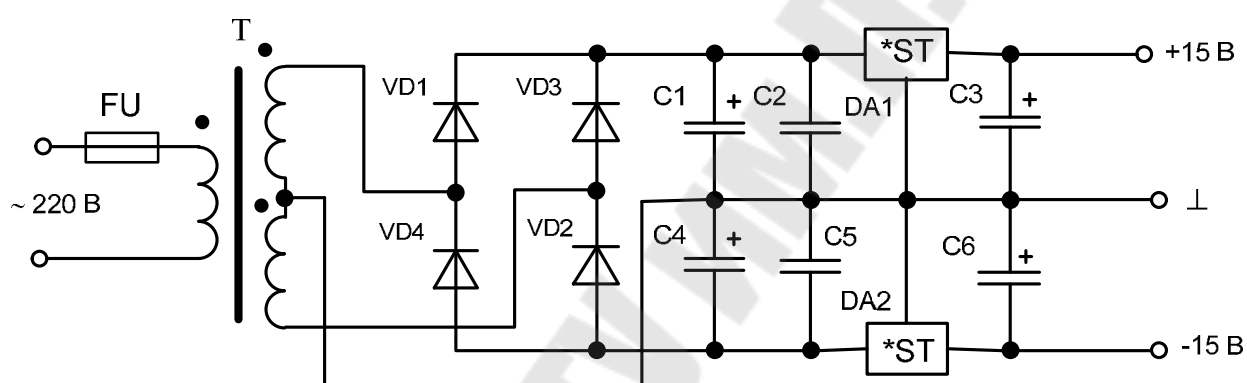 T
*ST
+15 В
VD1
VD3
C1
+
C2
DA1
C3
+
FU
~ 220 В
⊥
VD4
VD2
C4
+
C5
C6
+
DA2
*ST
-15 В